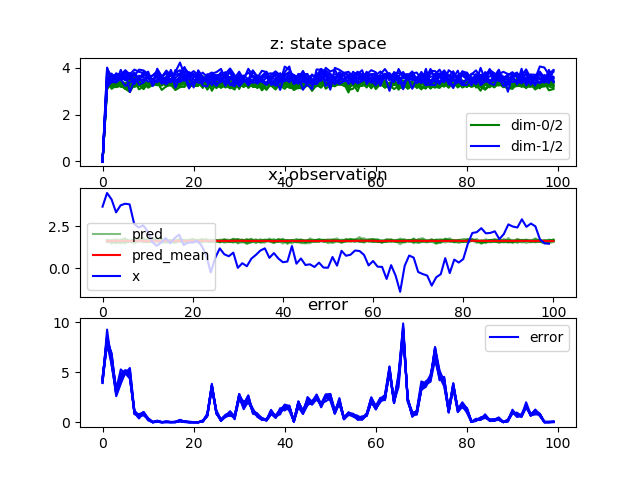 z: state space
4
2
0
dim-0/2
dim-1/2
0 20 40 60 80 100
x: observation
2.5
0.0
pred
pred_mean
x
0 20 40 60 80 100
error
10
5
0
error
0 20 40 60 80 100